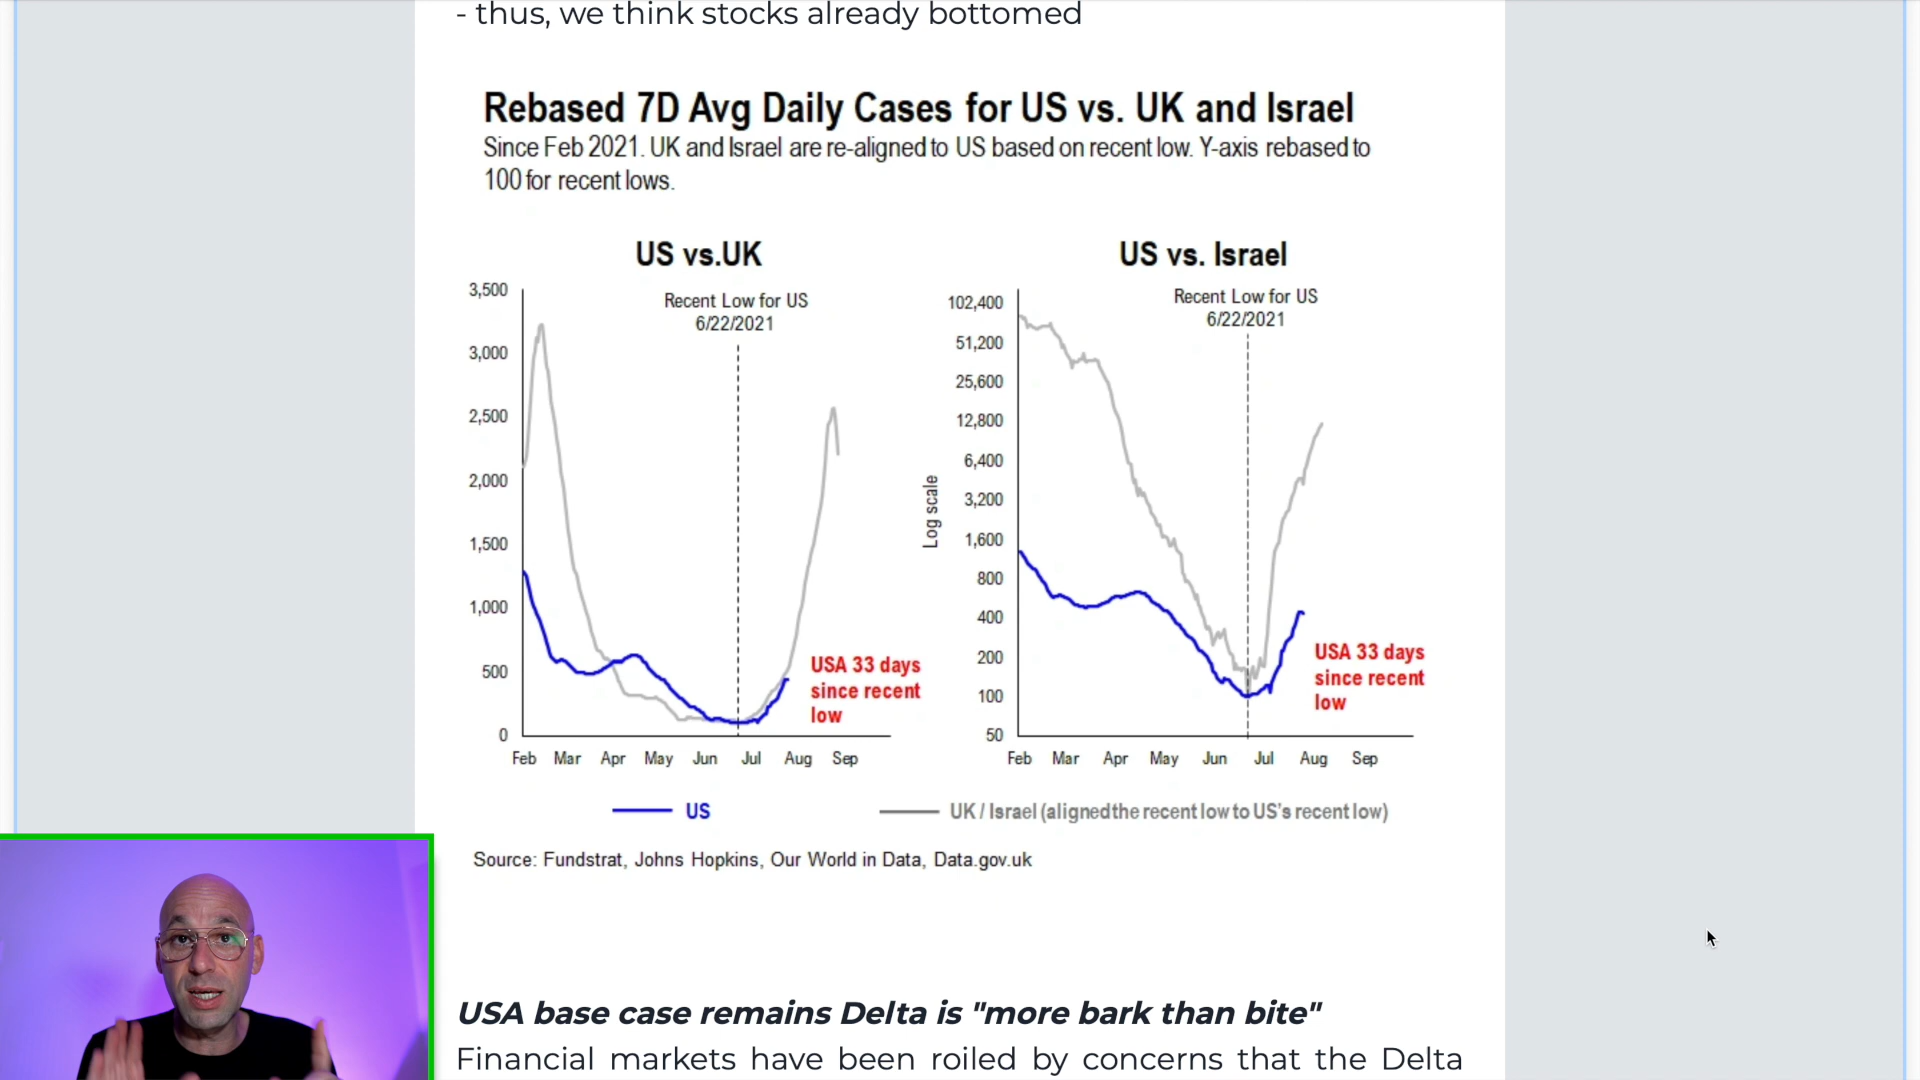 - thus, we think stocks already bottomed
Rebased 7D Avg Daily Cases for US vs. UK and Israel
Since Feb 2021. UK and Israel are re-aligned to US based on recent low. Y-axis rebased to
100 for recent lows.
US vs.UK
Recent Low for US
6/22/2021
3,500
3,000
2,500
2,000
1,500
1,000
500
0
USA 33 days
since recent
low
Feb Mar Apr May Jun Jul Aug Sep
US vs. Israel
Recent Low for US
6/22/2021
Log scale
102,400
51,200
25,600
12,800
6,400
3,200
1,600
800
400
200
100
50
USA 33 days
since recent
low
Feb Mar Apr May Jun Jul Aug Sep
US
UK / Israel (aligned the recent low to US's recent low)
Source: Fundstrat, Johns Hopkins, Our World in Data, Data.gov.uk
USA base case remains Delta is "more bark than bite"
Financial markets have been roiled by concerns that the Delta